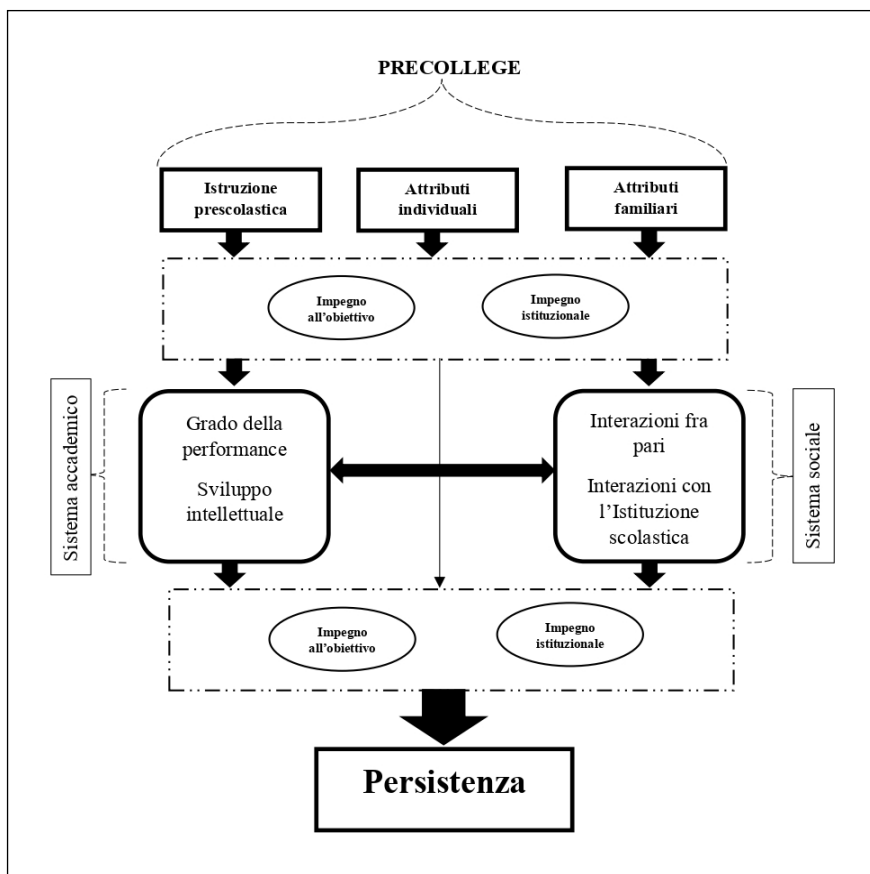 PRECOLLEGE
Istruzione
prescolastica
Attributi
individuali
Attributi
familiari
Impegno
all'obiettivo
Impegno
istituzionale
Sistema accademico
Grado della
performance
Sviluppo
intellettuale
Interazioni fra
pari
Interazioni con
l'Istituzione
scolastica
Sistema sociale
Impegno
all'obiettivo
Impegno
istituzionale
Persistenza